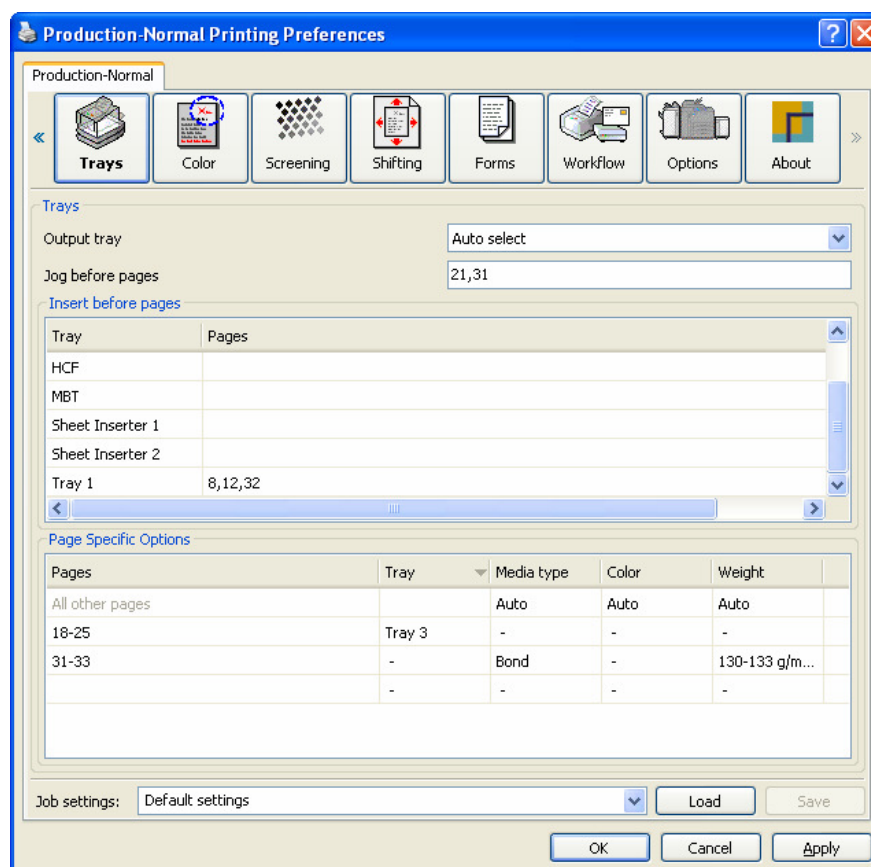 Production-Normal Printing Preferences
Production-Normal
Trays Color Screening Shifting Forms Workflow Options About
Trays
Output tray Auto select
Jog before pages 21,31
Insert before pages
Tray Pages
HCF
MBT
Sheet Inserter 1
Sheet Inserter 2
Tray 1 8,12,32
Page Specific Options
Pages Tray Media type Color Weight
All other pages Auto Auto Auto
18-25 Tray 3 - - -
31-33 - Bond - 130-133 g/m...
- - - -
Job settings: Default settings Load Save
OK Cancel Apply